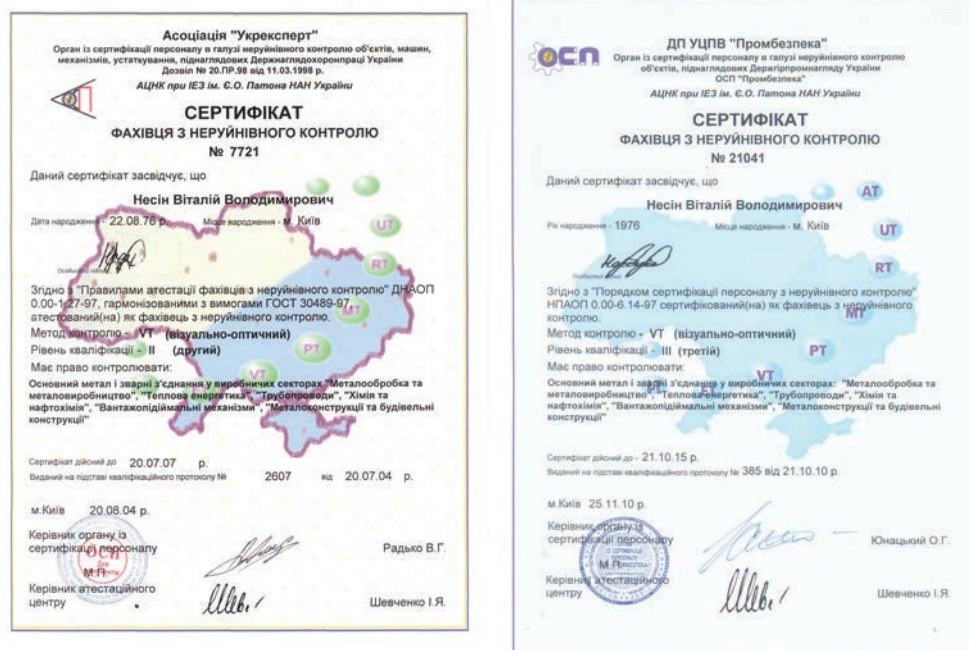 Асоціація "Укрексперт"
Орган із сертифікації персоналу в галузі неруйнівного контролю об'єктів, машин,
механізмів, устаткування, піднаглядових Держнаглядохоронпраці України
Дозвіл № 20.ПР.98 від 11.03.1998 р.
АЦНК при ІЕЗ ім. Є.О. Патона НАН України
СЕРТИФІКАТ
ФАХІВЦЯ З НЕРУЙНІВНОГО КОНТРОЛЮ
№ 7721
Даний сертифікат засвідчує, що
Несін Віталій Володимирович
Дата народження - 22.08.76 р. Місце народження - м. Київ
UT
RT
Згідно з "Правилами атестації фахівців з неруйнівного контролю" ДНАОП
0.00-1.27-97, гармонізованими з вимогами ГОСТ 30489-97,
атестований(на) як фахівець з неруйнівного контролю.
MT
Метод контролю - VT (візуально-оптичний)
Рівень кваліфікації - II (другий)
PT
Має право контролювати:
VT
Основний метал і зварні з'єднання у виробничих секторах "Металообробка та
металовиробництво", "Теплова енергетика", "Трубопроводи", "Хімія та
нафтохімія", "Вантажопідіймальні механізми", "Металоконструкції та будівельні
конструкції"
Сертифікат дійсний до 20.07.07 р.
Виданий на підставі кваліфікаційного протоколу № 2607 від 20.07.04 р.
м.Київ 20.08.04 р.
Керівник органу із
сертифікації персоналу
Радько В.Г.
ОСП
Для
М.П.
Керівник атестаційного
центру
Шевченко І.Я.
ОСП
ДП УЦПВ "Промбезпека"
Орган із сертифікації персоналу в галузі неруйнівного контролю
об'єктів, піднаглядових Держгірпромнагляду України
ОСП "Промбезпека"
АЦНК при ІЕЗ ім. Є.О. Патона НАН України
СЕРТИФІКАТ
ФАХІВЦЯ З НЕРУЙНІВНОГО КОНТРОЛЮ
№ 21041
Даний сертифікат засвідчує, що
AT
Несін Віталій Володимирович
Рік народження - 1976 Місце народження - м. Київ
UT
RT
Згідно з "Порядком сертифікації персоналу з неруйнівного контролю"
НПАОП 0.00-6.14-97 сертифікований(на) як фахівець з неруйнівного
контролю.
MT
Метод контролю - VT (візуально-оптичний)
Рівень кваліфікації - III (третій)
PT
Має право контролювати:
VT
Основний метал і зварні з'єднання у виробничих секторах: "Металообробка та
металовиробництво", "Теплова енергетика", "Трубопроводи", "Хімія та
нафтохімія", "Вантажопідіймальні механізми", "Металоконструкції та будівельні
конструкції"
Сертифікат дійсний до - 21.10.15 р.
Виданий на підставі кваліфікаційного протоколу № 385 від 21.10.10 р.
м.Київ 25.11.10 р.
Керівник органу із
сертифікації персоналу
Юнацький О.Г.
М.П.
Керівник атестаційного
центру
Шевченко І.Я.